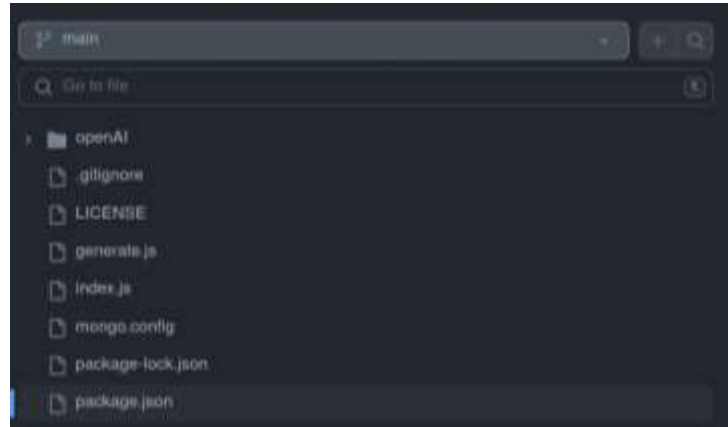 main
Go to file
openAI
.gitignore
LICENSE
generate.js
index.js
mongo.config
package-lock.json
package.json